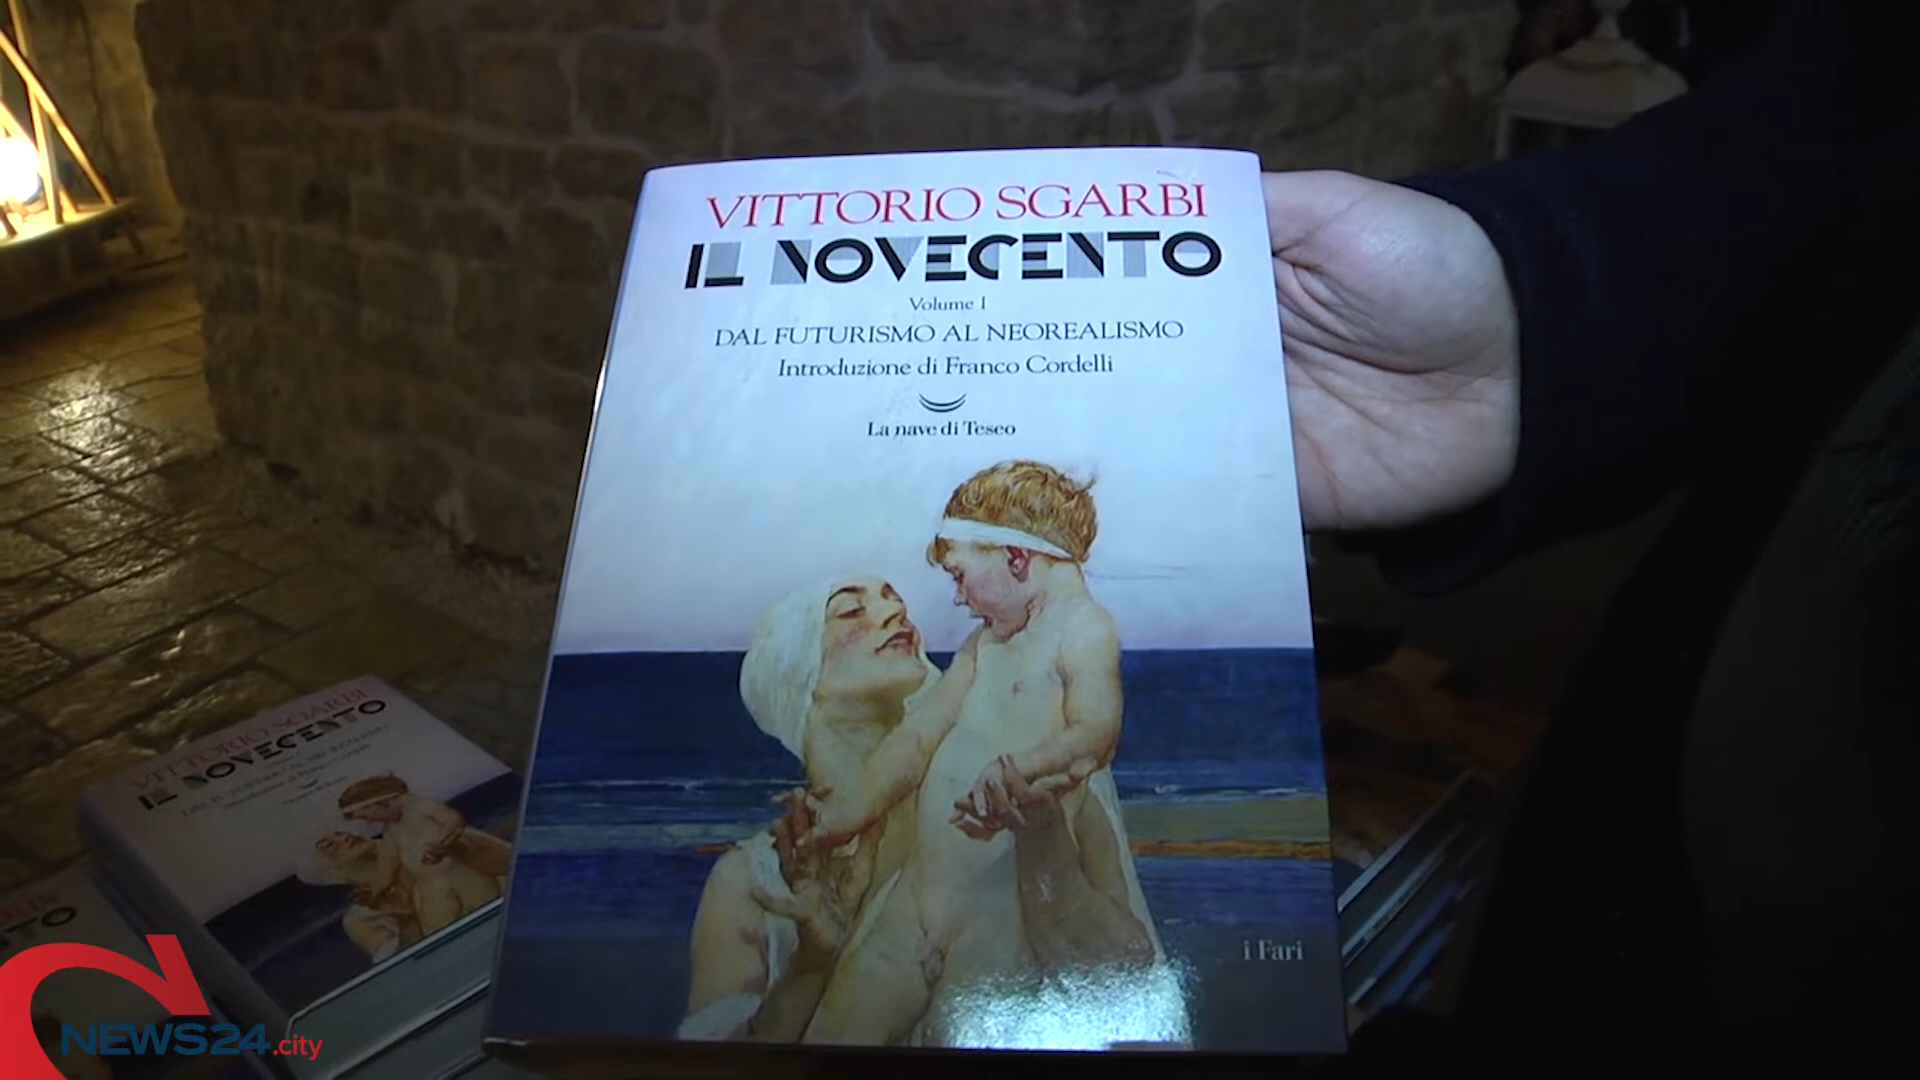 VITTORIO SGARBI
IL NOVECENTO
Volume I
DAL FUTURISMO AL NEOREALISMO
Introduzione di Franco Cordelli
La nave di Teseo
i Fari
VITTORIO SGARBI
IL NOVECENTO
NEWS24.city